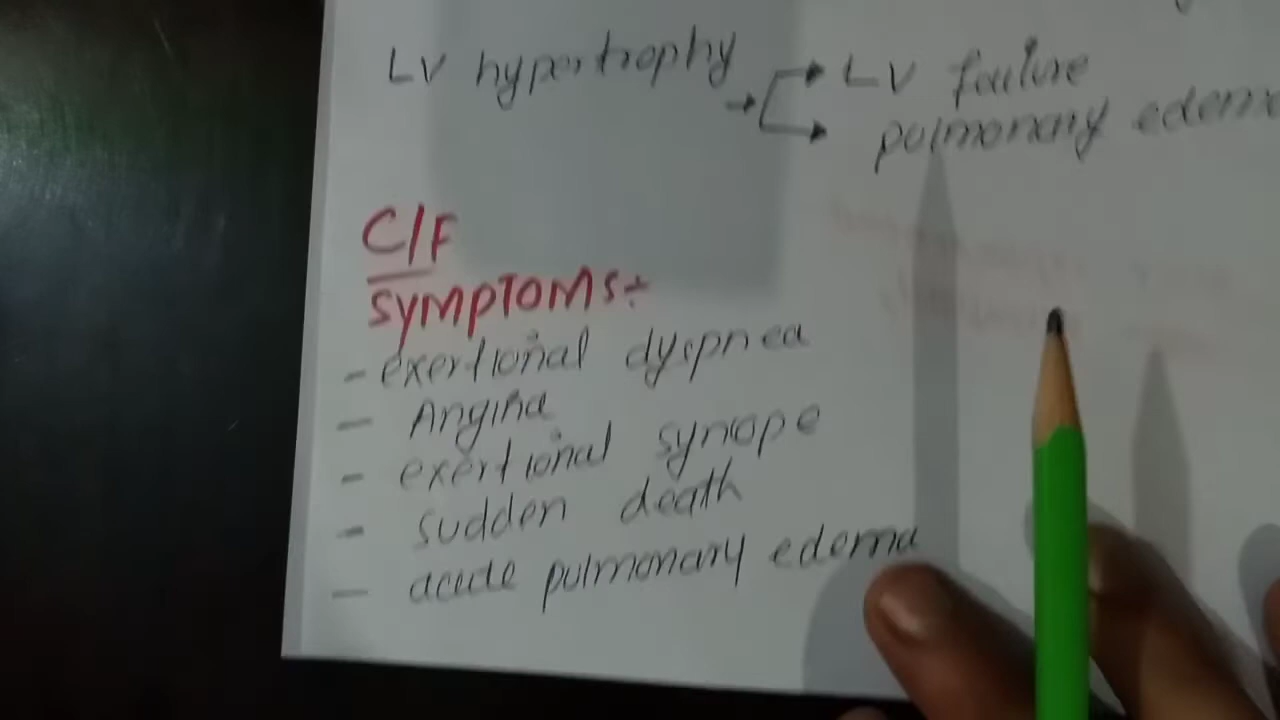 LV hypertrophy → LV failure
pulmonary edema
C/F
SYMPTOMS:-
- exertional dyspnea
- Angina
- exertional syncope
- sudden death
- acute pulmonary edema